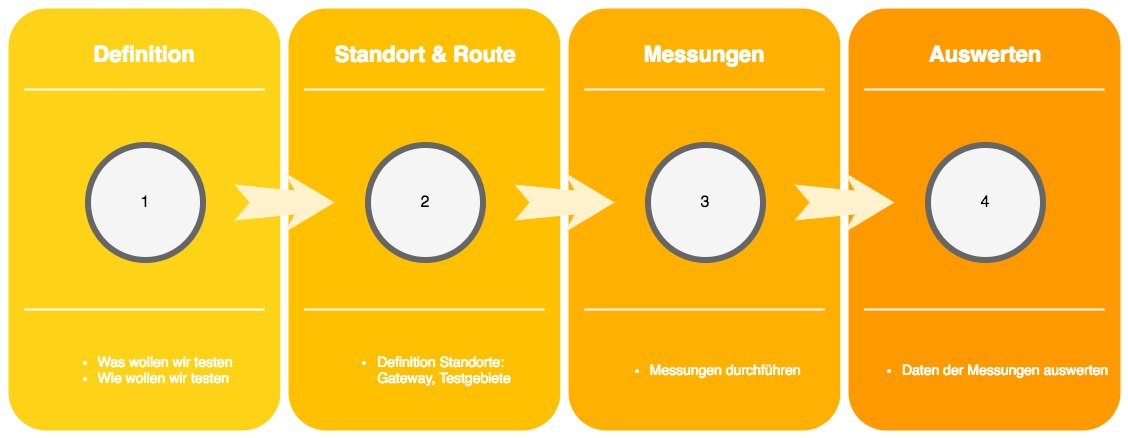 Definition
1
• Was wollen wir testen
• Wie wollen wir testen
Standort & Route
2
• Definition Standorte:
Gateway, Testgebiete
Messungen
3
• Messungen durchführen
Auswerten
4
• Daten der Messungen auswerten